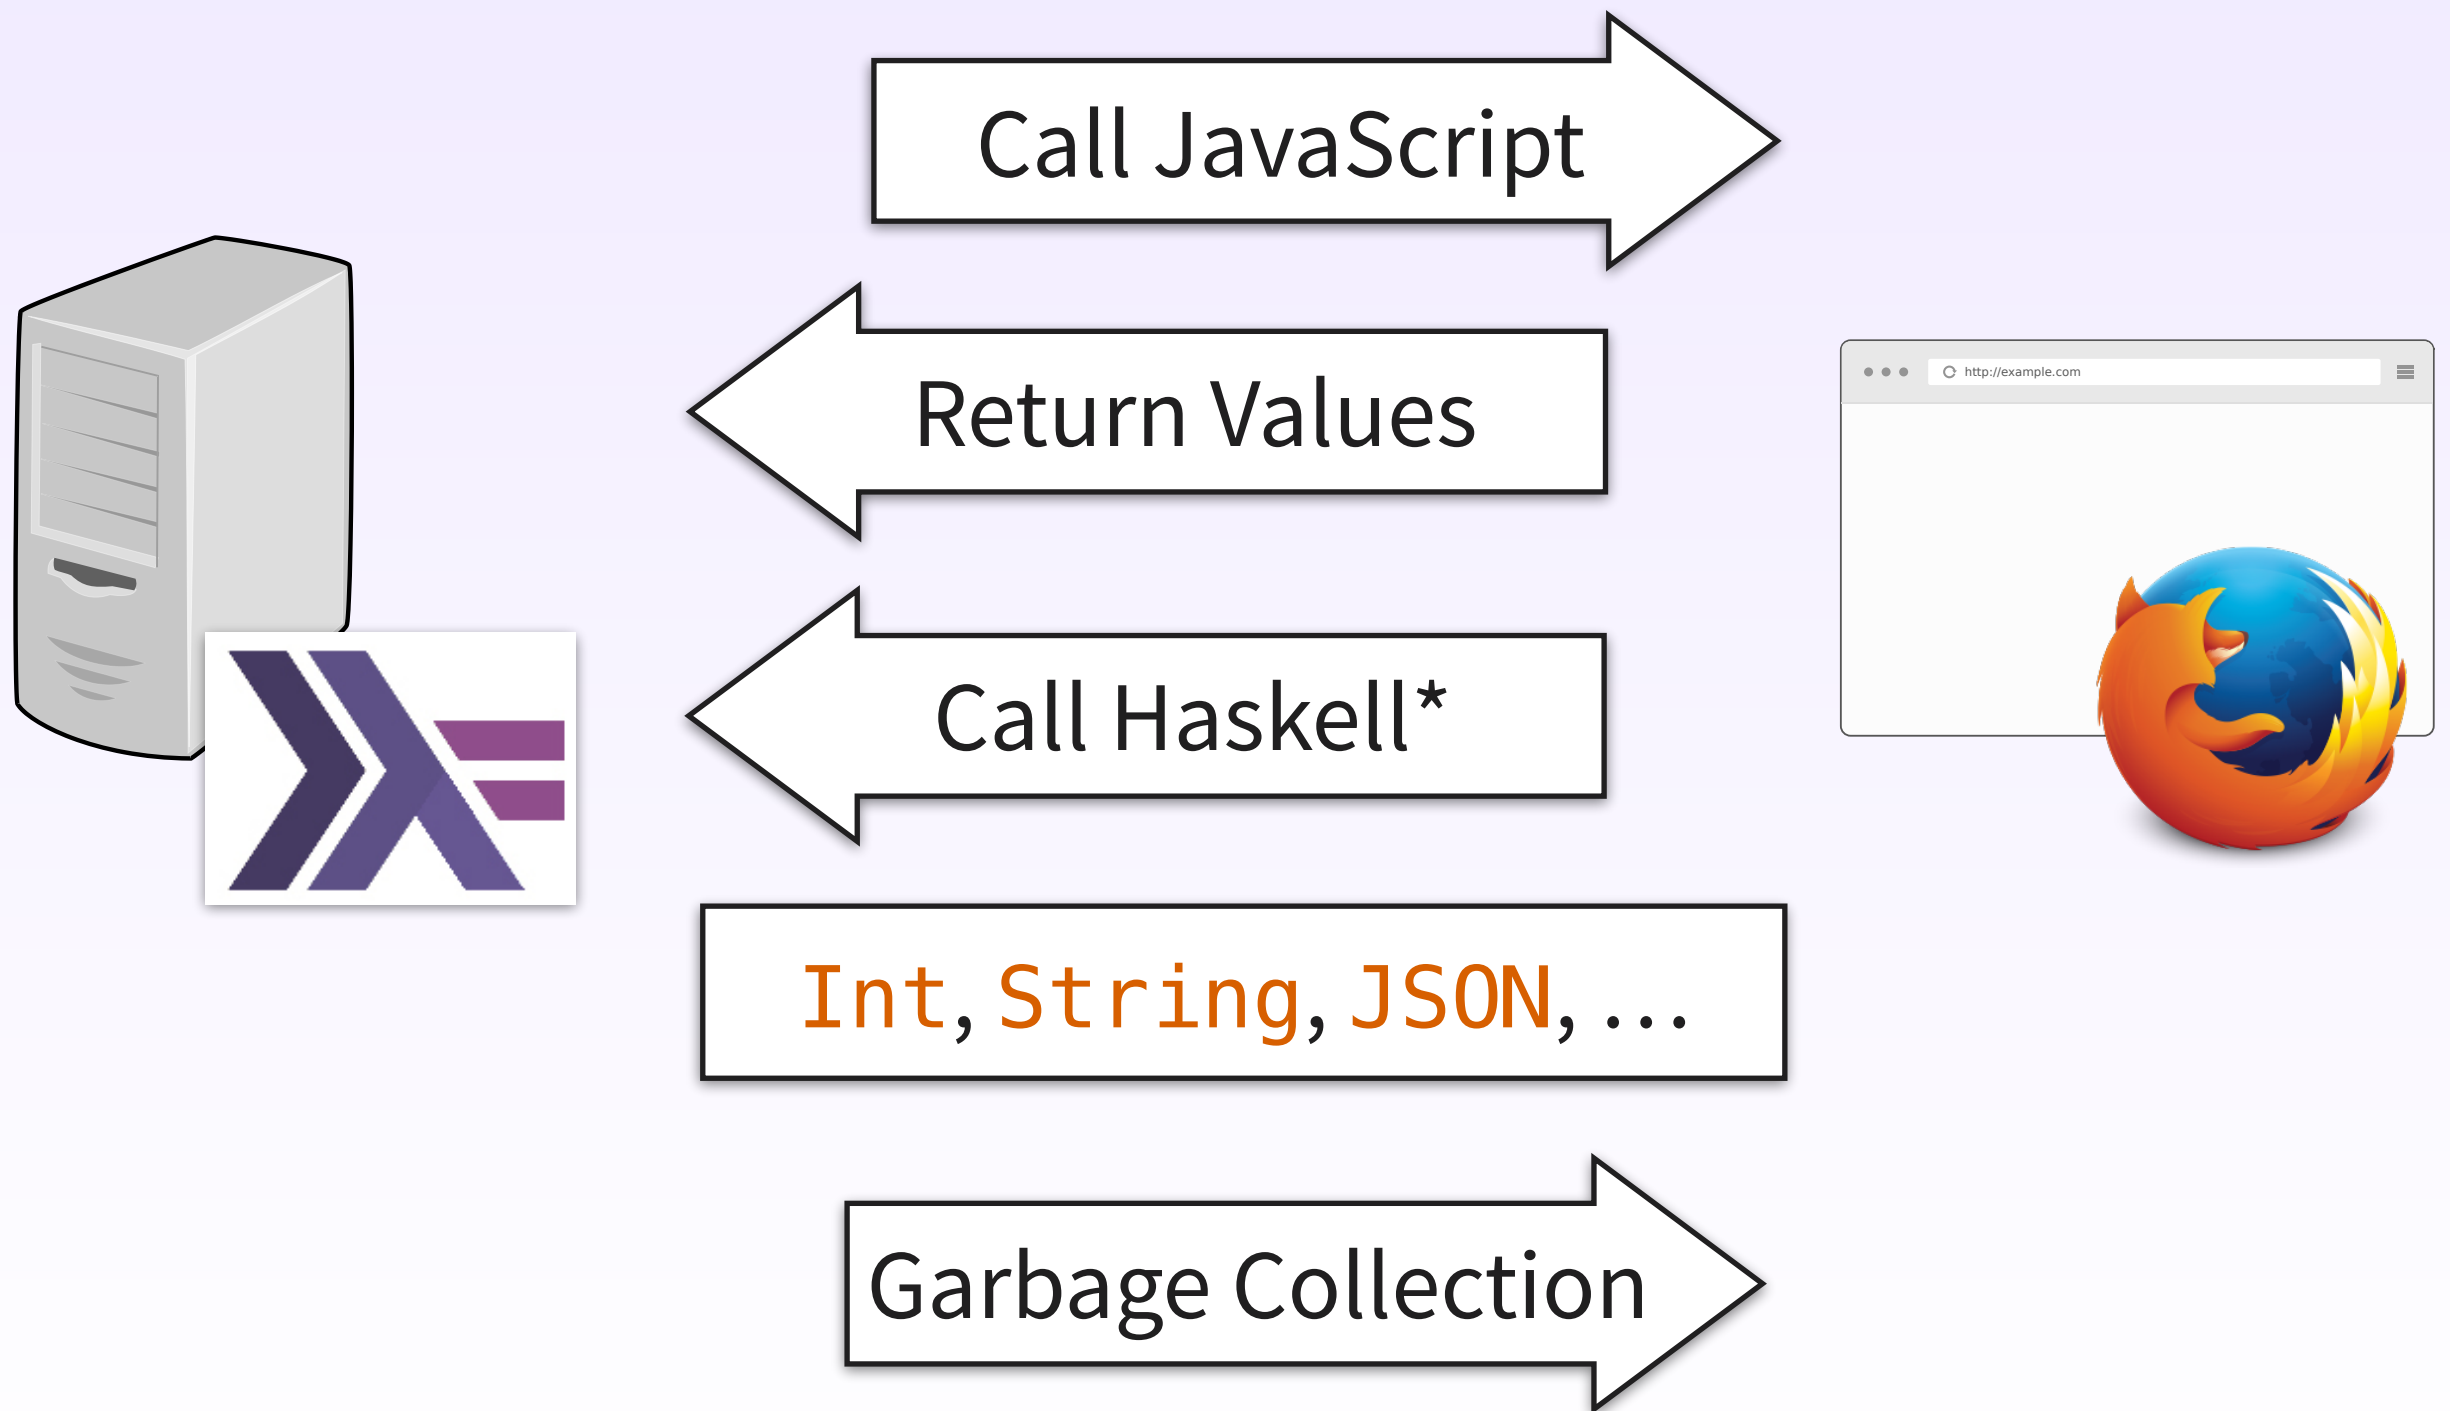 Call JavaScript
Return Values
http://example.com
Call Haskell*
Int, String, JSON, ...
Garbage Collection